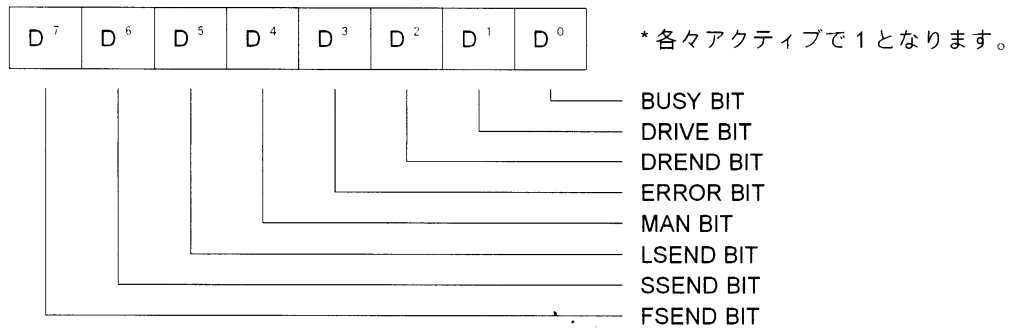 D⁷ D⁶ D⁵ D⁴ D³ D² D¹ D⁰ *各々アクティブで1となります。
BUSY BIT
DRIVE BIT
DREND BIT
ERROR BIT
MAN BIT
LSEND BIT
SSEND BIT
FSEND BIT